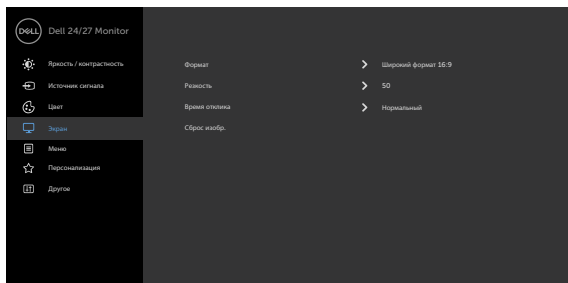 DELL
Dell 24/27 Monitor
Яркость / контрастность
Источник сигнала
Цвет
Экран
Меню
Персонализация
Другое
Формат
Широкий формат 16:9
Резкость
50
Время отклика
Нормальный
Сброс изобр.